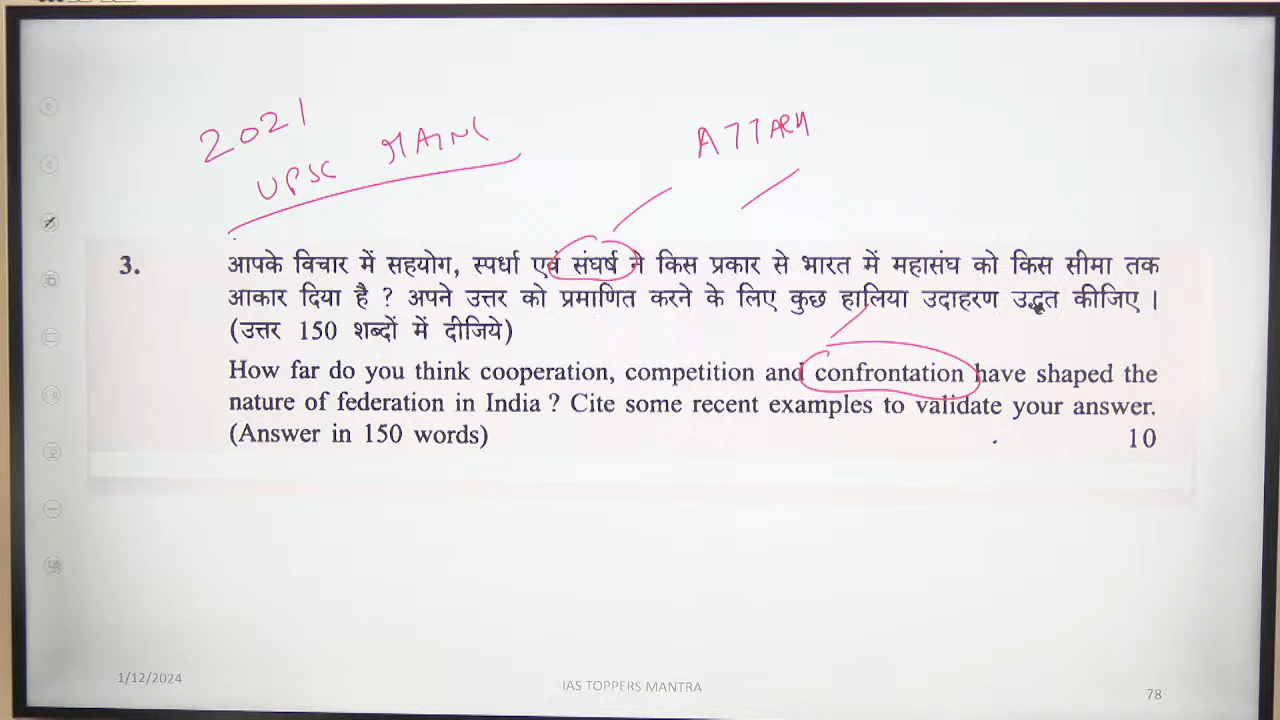 2021
UPSC MAINS
3. आपके विचार में सहयोग, स्पर्धा एवं संघर्ष ने किस प्रकार से भारत में महासंघ को किस सीमा तक
आकार दिया है ? अपने उत्तर को प्रमाणित करने के लिए कुछ हालिया उदाहरण उद्धृत कीजिए ।
(उत्तर 150 शब्दों में दीजिये)
How far do you think cooperation, competition and confrontation have shaped the
nature of federation in India ? Cite some recent examples to validate your answer.
(Answer in 150 words) 10
1/12/2024
IAS TOPPERS MANTRA
78